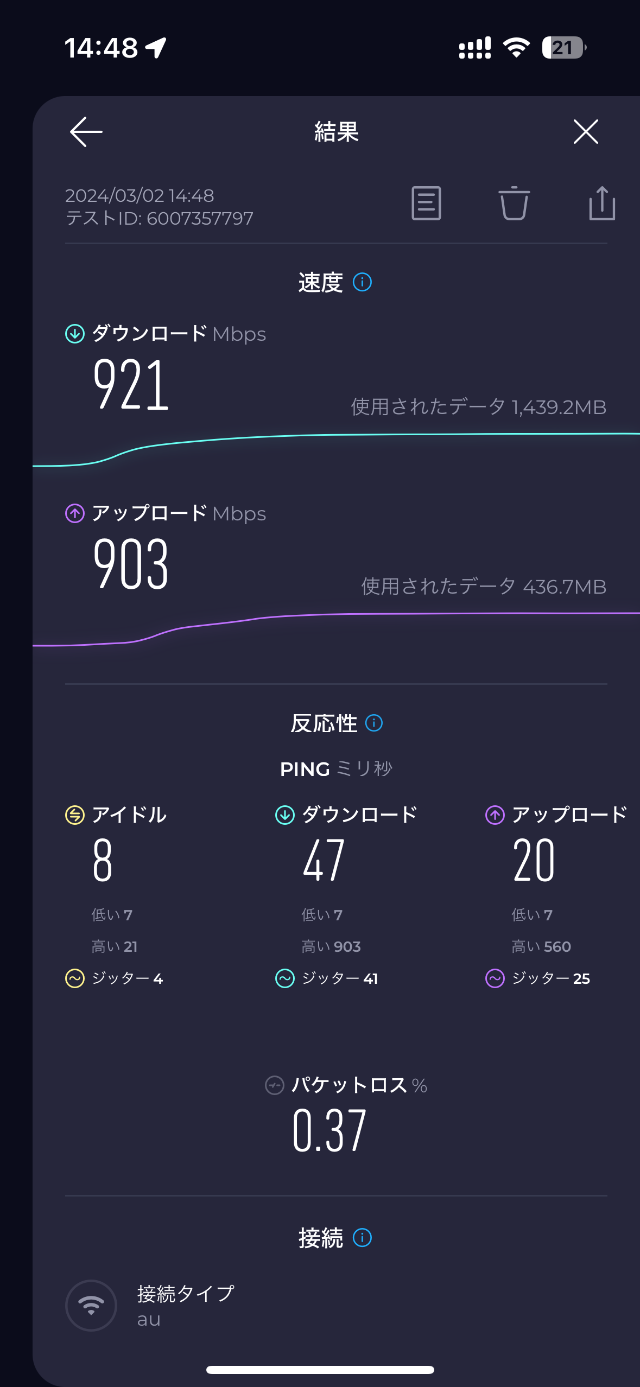 14:48
21
結果
2024/03/02 14:48
テストID: 6007357797
速度
ダウンロード Mbps
921
使用されたデータ 1,439.2MB
アップロード Mbps
903
使用されたデータ 436.7MB
反応性
PING ミリ秒
アイドル ダウンロード アップロード
8 47 20
低い 7 低い 7 低い 7
高い 21 高い 903 高い 560
ジッター 4 ジッター 41 ジッター 25
パケットロス %
0.37
接続
接続タイプ
au